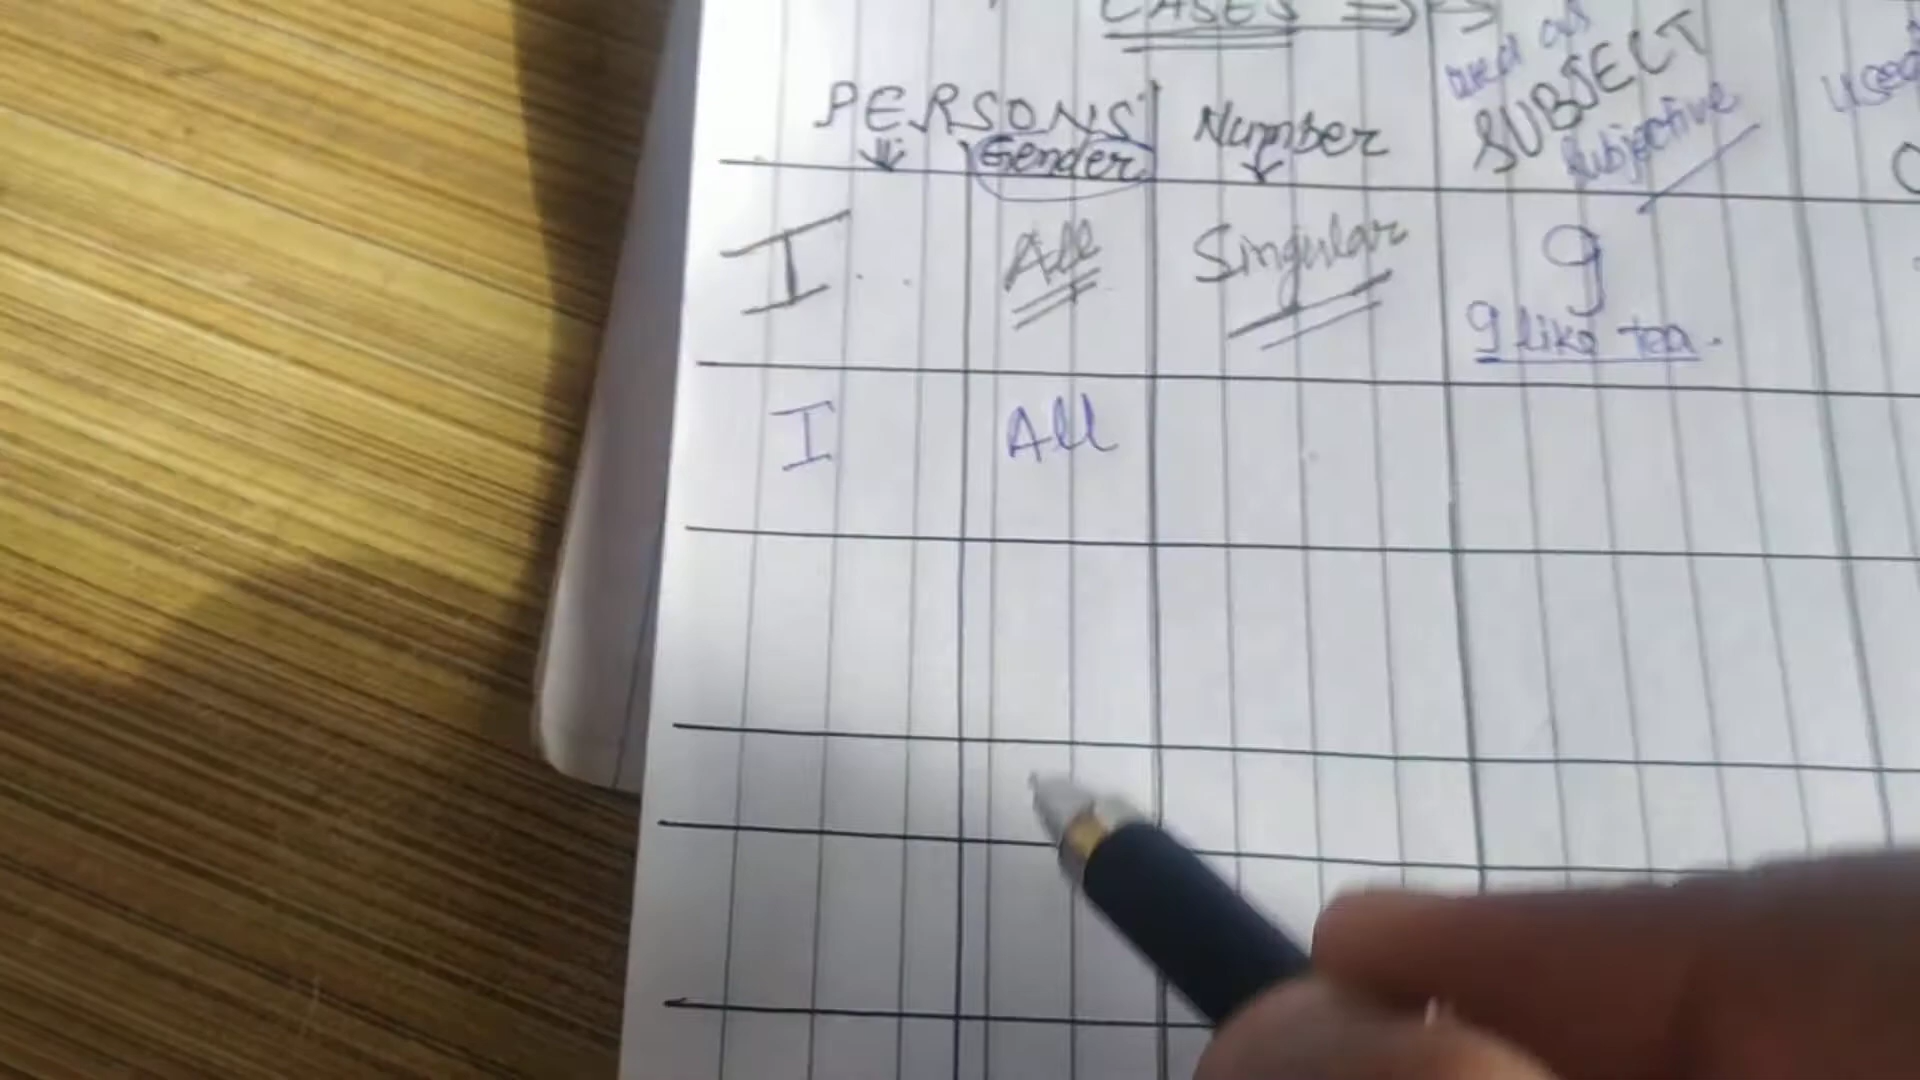 CASES ⇒
PERSONS Gender Number used as SUBJECT Subjective
I All Singular I
I like tea.
I All